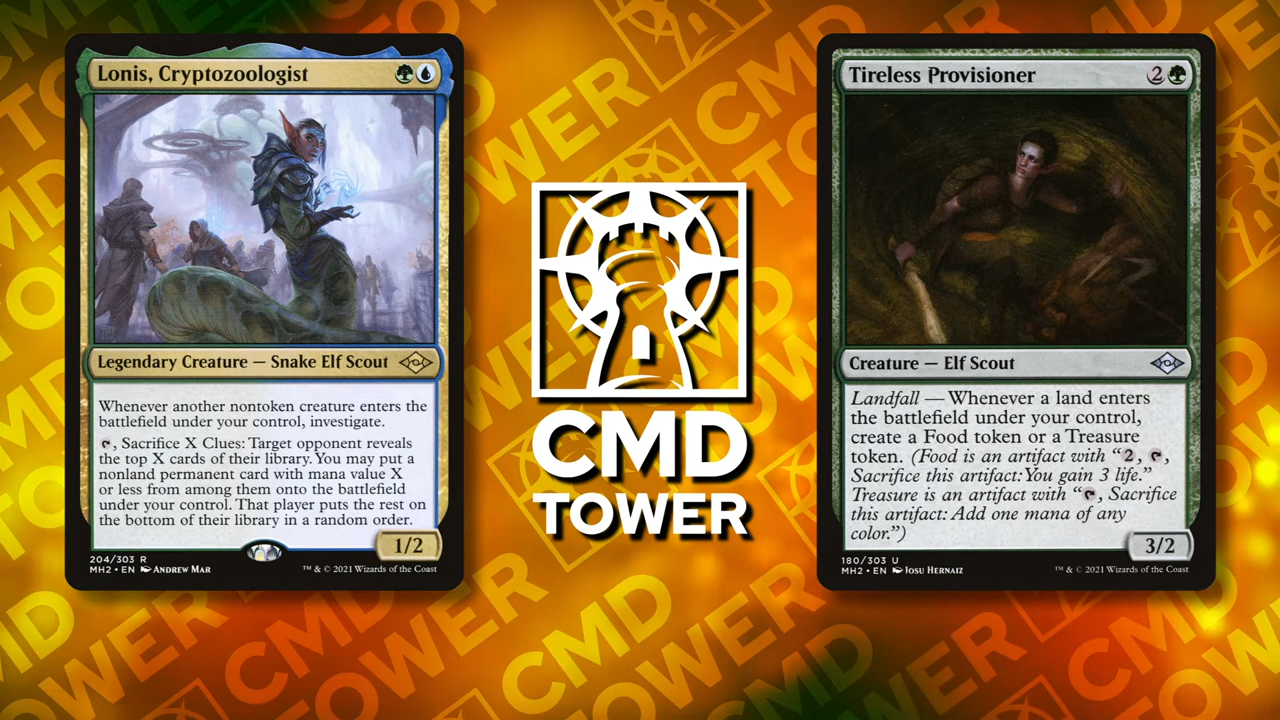 Lonis, Cryptozoologist
Legendary Creature — Snake Elf Scout
Whenever another nontoken creature enters the
battlefield under your control, investigate.
, Sacrifice X Clues: Target opponent reveals
the top X cards of their library. You may put a
nonland permanent card with mana value X
or less from among them onto the battlefield
under your control. That player puts the rest on
the bottom of their library in a random order.
1/2
204/303 R
MH2 • EN Andrew Mar
™ & © 2021 Wizards of the Coast
CMD
TOWER
Tireless Provisioner
2
Creature — Elf Scout
Landfall — Whenever a land enters
the battlefield under your control,
create a Food token or a Treasure
token. (Food is an artifact with “2, ,
Sacrifice this artifact: You gain 3 life.”
Treasure is an artifact with “ , Sacrifice
this artifact: Add one mana of any
color.”)
3/2
180/303 U
MH2 • EN Josu Hernaiz
™ & © 2021 Wizards of the Coast